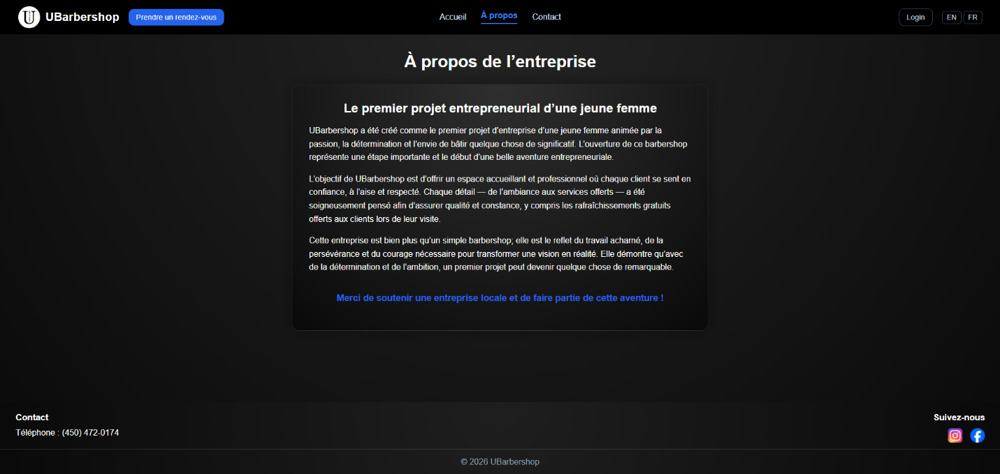 U UBarbershop Prendre un rendez-vous Accueil À propos Contact Login EN FR
À propos de l’entreprise
Le premier projet entrepreneurial d’une jeune femme
UBarbershop a été créé comme le premier projet d’entreprise d’une jeune femme animée par la
passion, la détermination et l’envie de bâtir quelque chose de significatif. L’ouverture de ce barbershop
représente une étape importante et le début d’une belle aventure entrepreneuriale.
L’objectif de UBarbershop est d’offrir un espace accueillant et professionnel où chaque client se sent en
confiance, à l’aise et respecté. Chaque détail — de l’ambiance aux services offerts — a été
soigneusement pensé afin d’assurer qualité et constance, y compris les rafraîchissements gratuits
offerts aux clients lors de leur visite.
Cette entreprise est bien plus qu’un simple barbershop; elle est le reflet du travail acharné, de la
persévérance et du courage nécessaire pour transformer une vision en réalité. Elle démontre qu’avec
de la détermination et de l’ambition, un premier projet peut devenir quelque chose de remarquable.
Merci de soutenir une entreprise locale et de faire partie de cette aventure !
Contact
Téléphone : (450) 472-0174
Suivez-nous
© 2026 UBarbershop